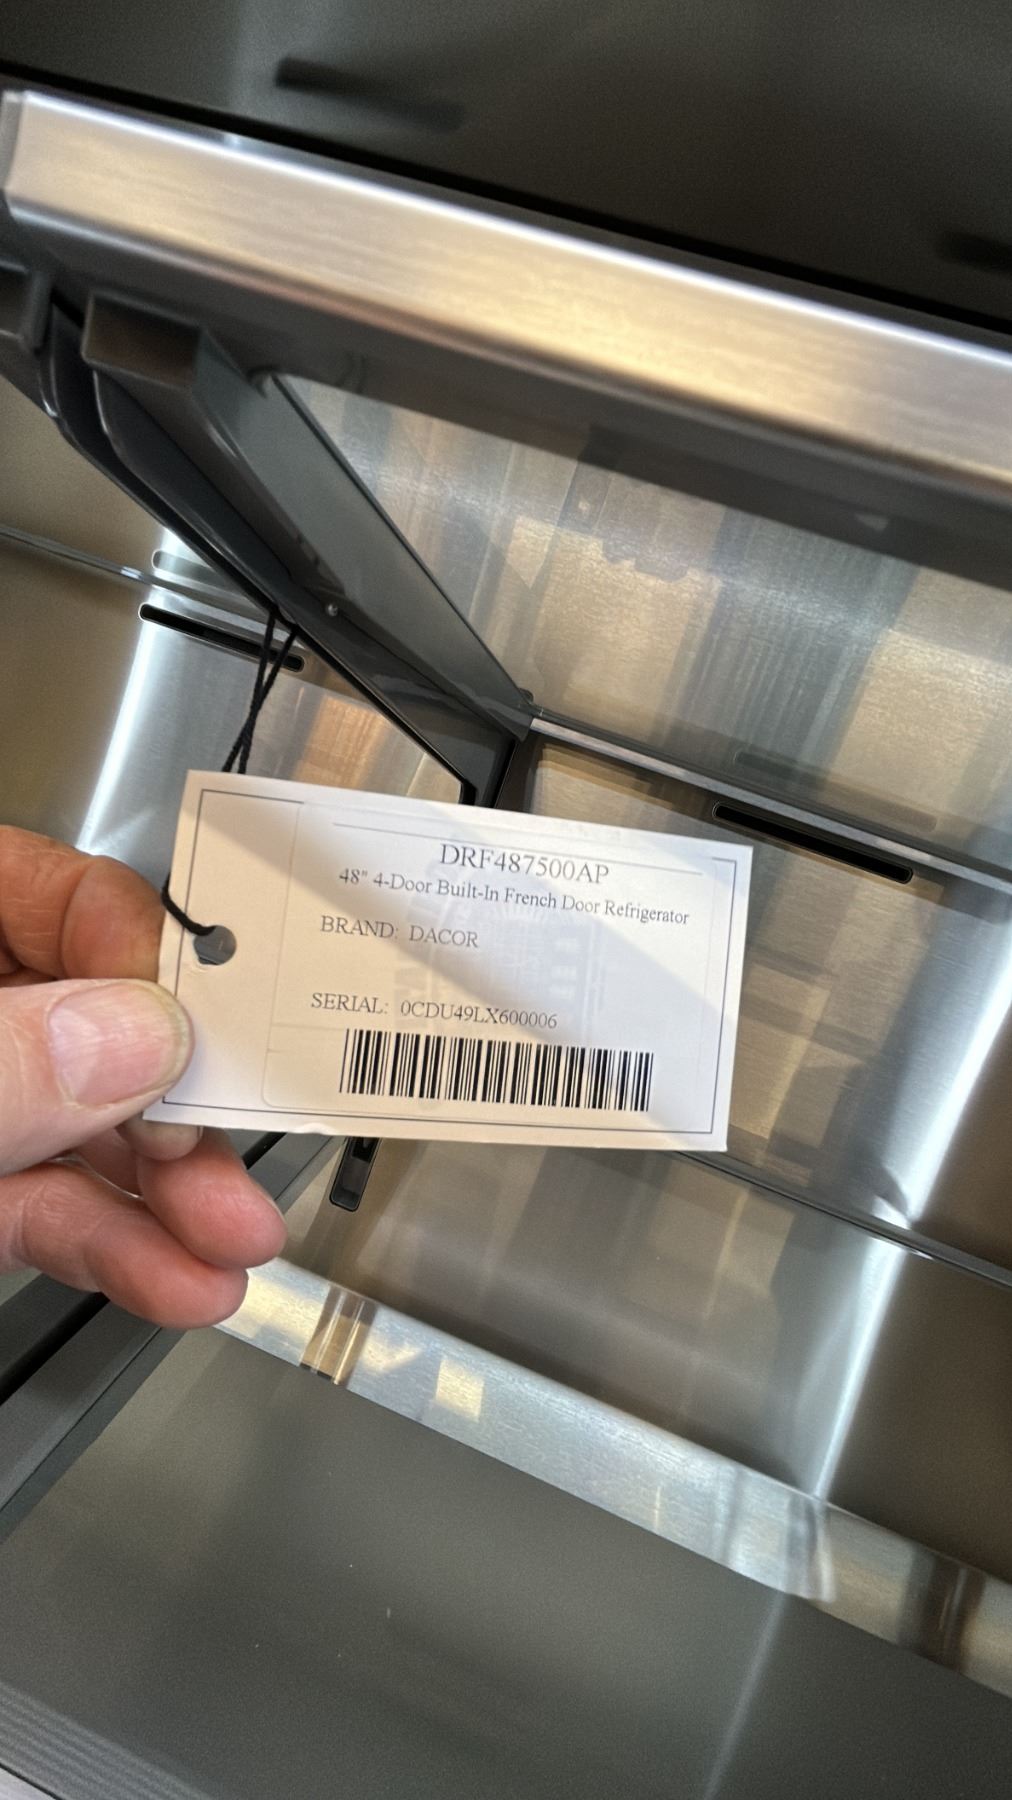 DRF487500AP
48" 4-Door Built-In French Door Refrigerator
BRAND: DACOR
SERIAL: 0CDU49LX600006